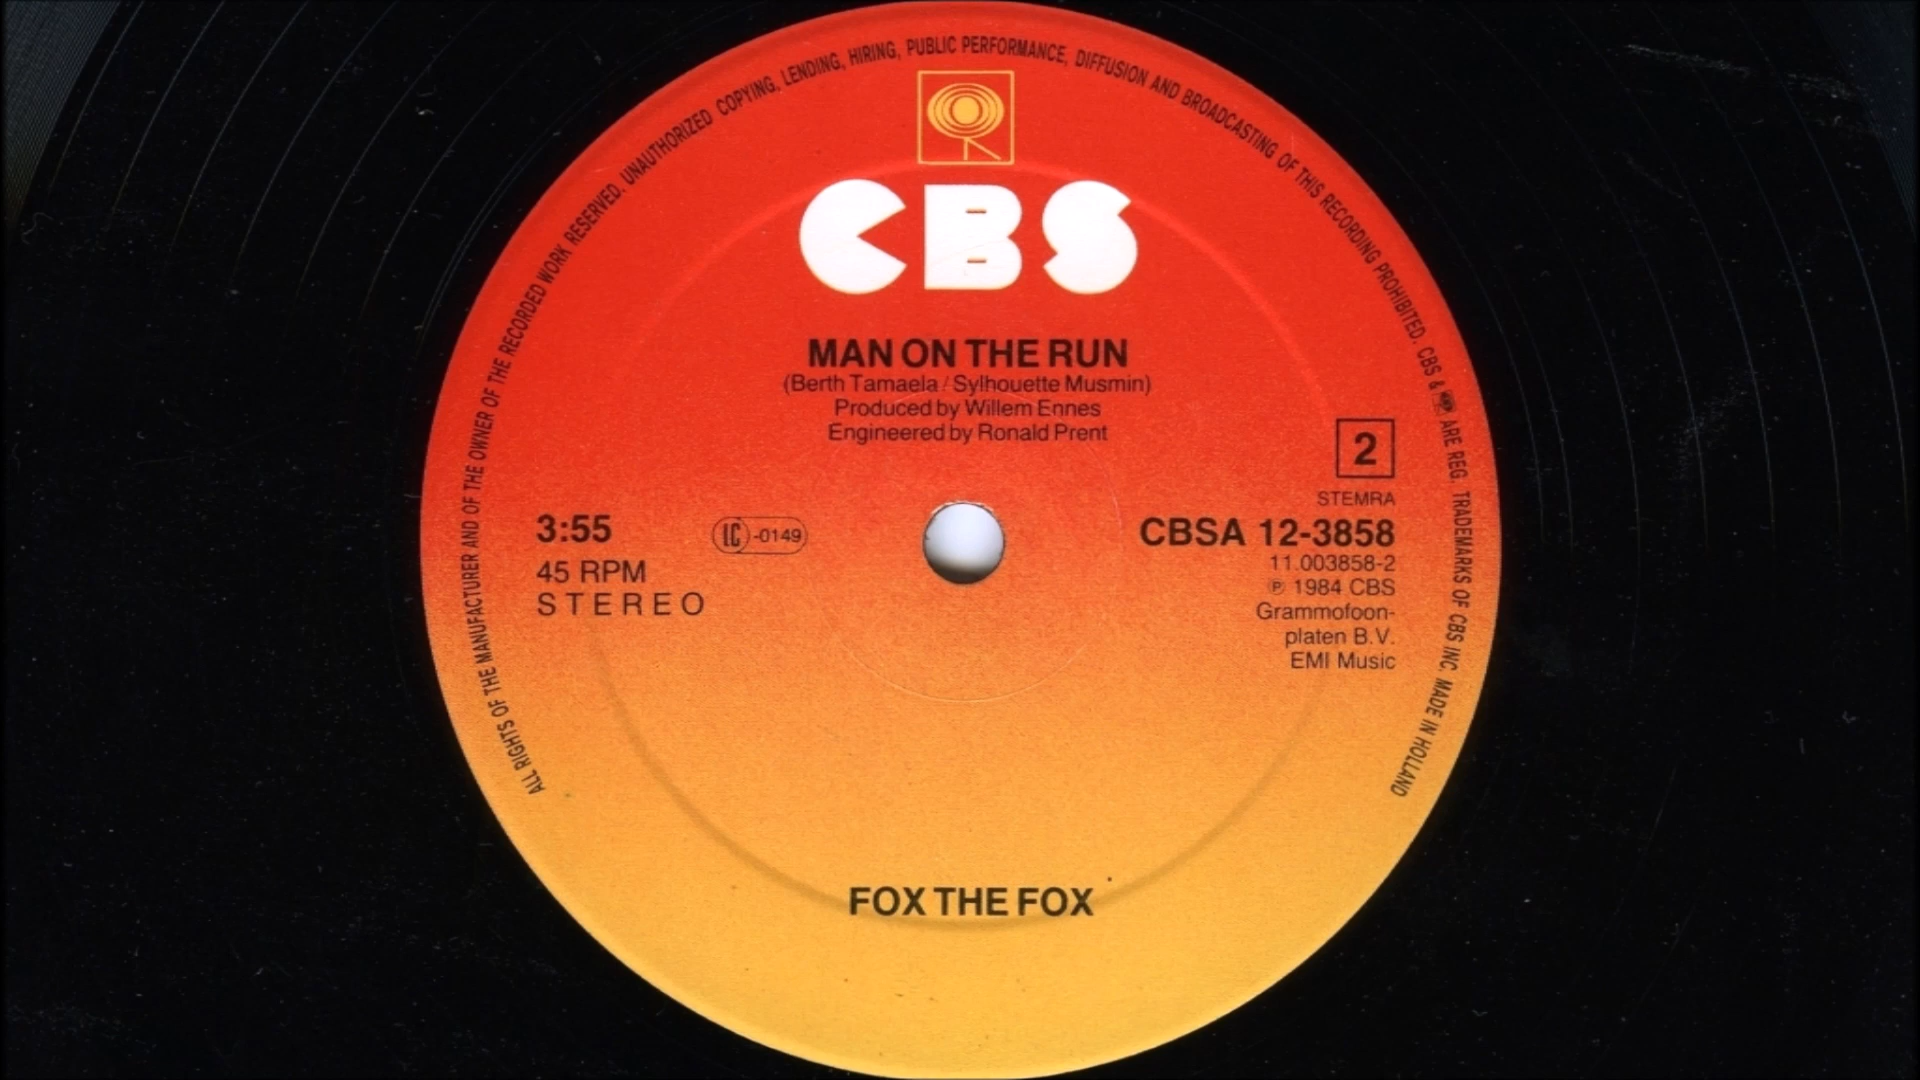 ALL RIGHTS OF THE MANUFACTURER AND OF THE OWNER OF THE RECORDED WORK RESERVED. UNAUTHORIZED COPYING, LENDING, HIRING, PUBLIC PERFORMANCE, DIFFUSION AND BROADCASTING OF THIS RECORDING PROHIBITED. CBS & ARE REG. TRADEMARKS OF CBS INC. MADE IN HOLLAND
CBS
MAN ON THE RUN
(Berth Tamaela / Sylhouette Musmin)
Produced by Willem Ennes
Engineered by Ronald Prent
2
STEMRA
3:55
LC -0149
CBSA 12-3858
45 RPM
STEREO
11.003858-2
℗ 1984 CBS
Grammofoon-
platen B.V.
EMI Music
FOX THE FOX